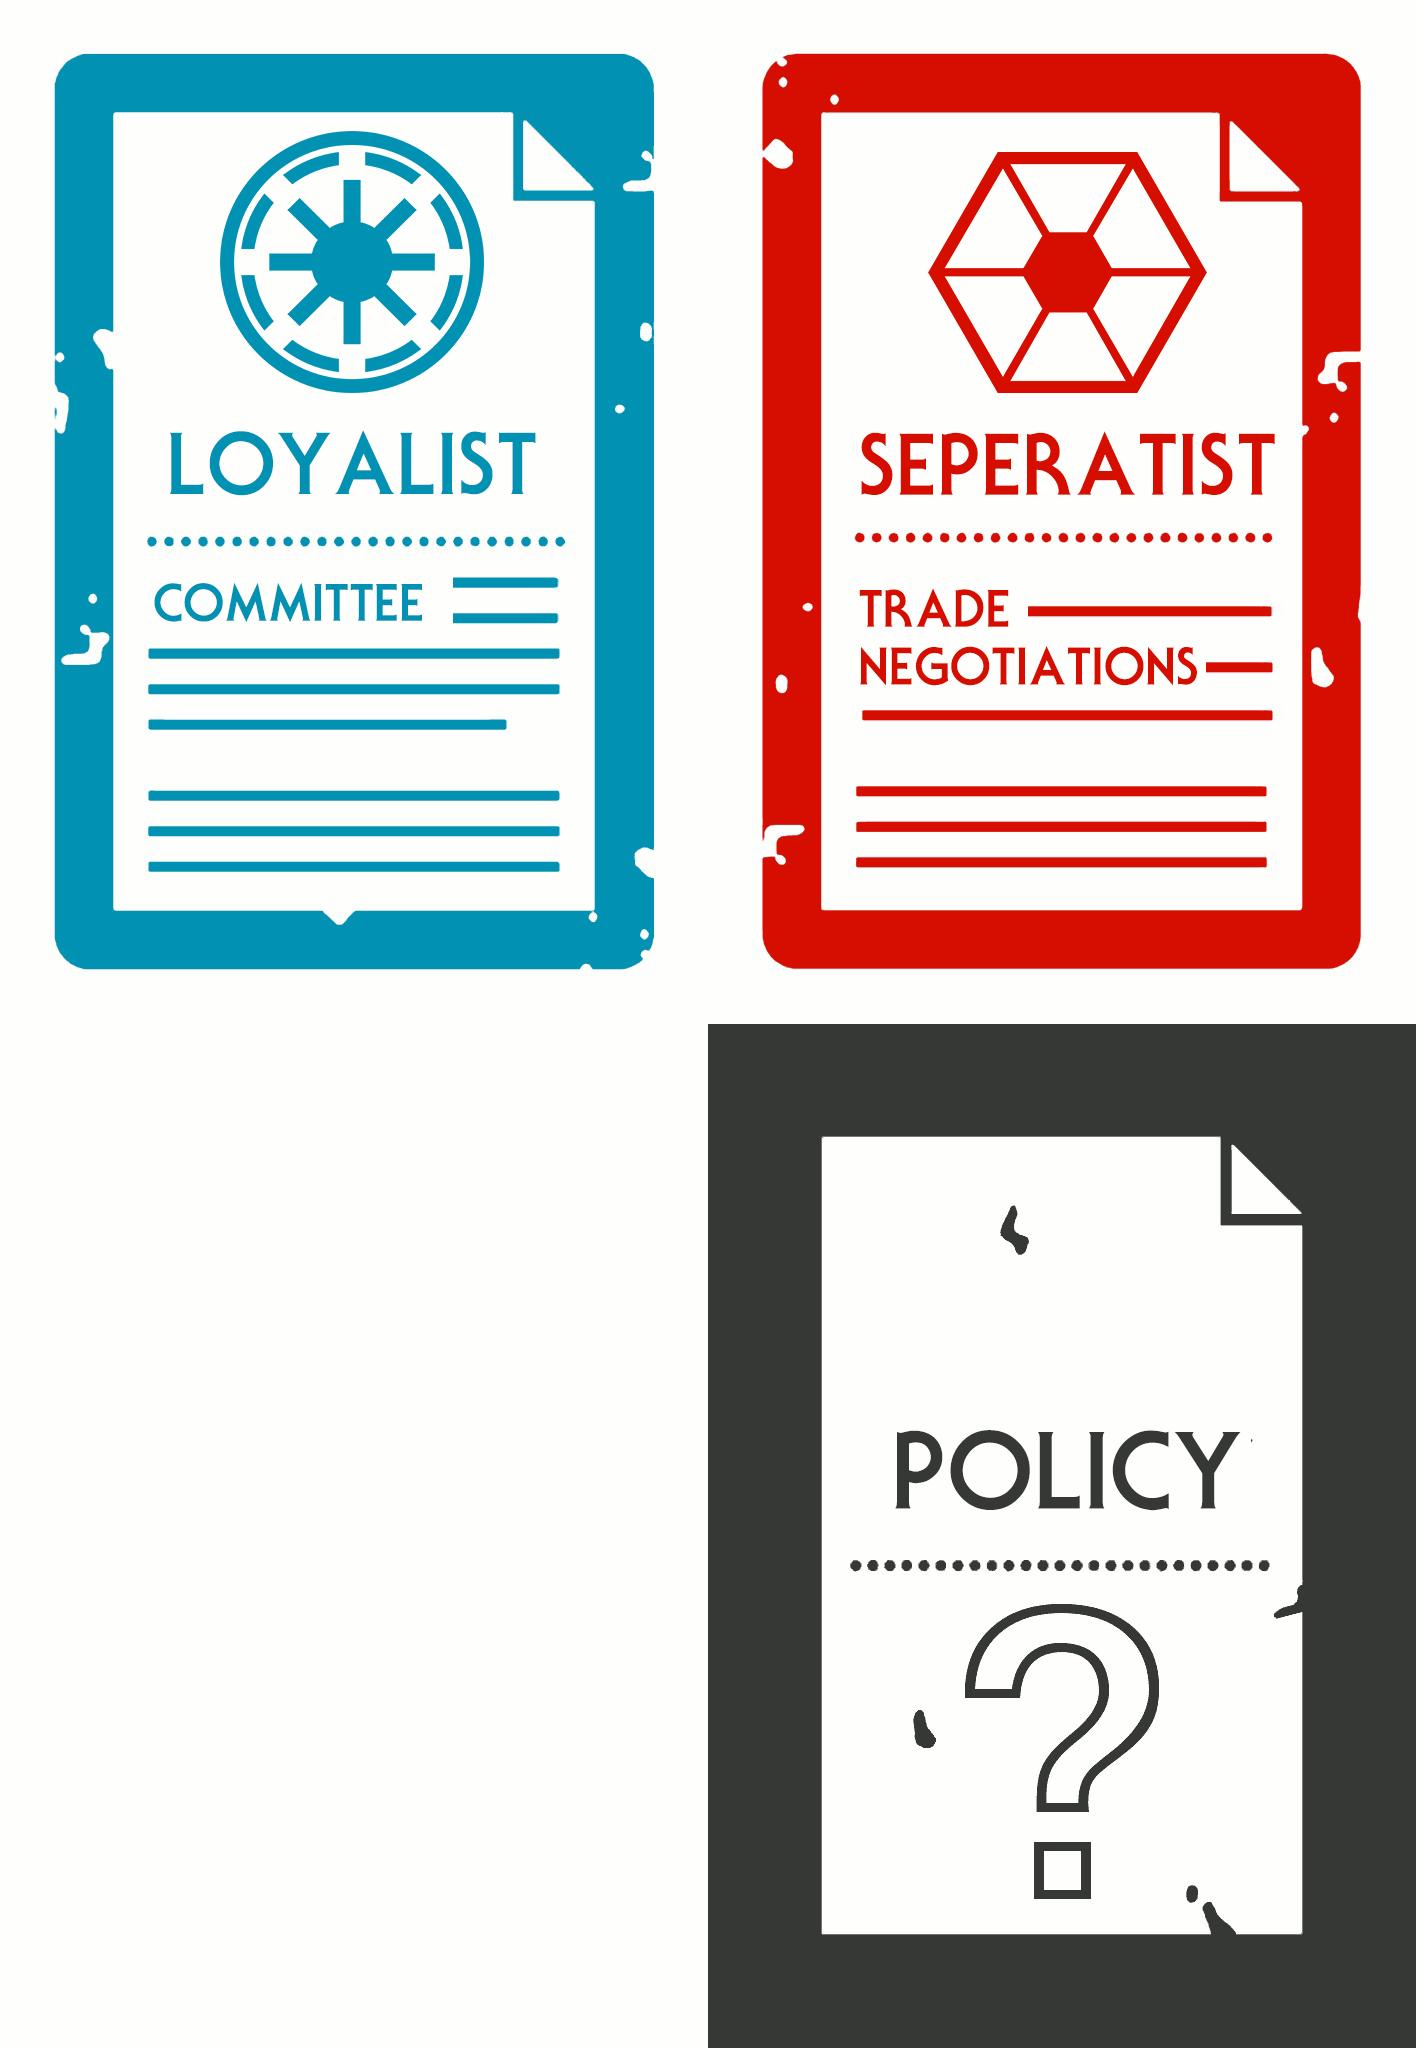 LOYALIST
COMMITTEE
SEPERATIST
TRADE
NEGOTIATIONS
POLICY
?